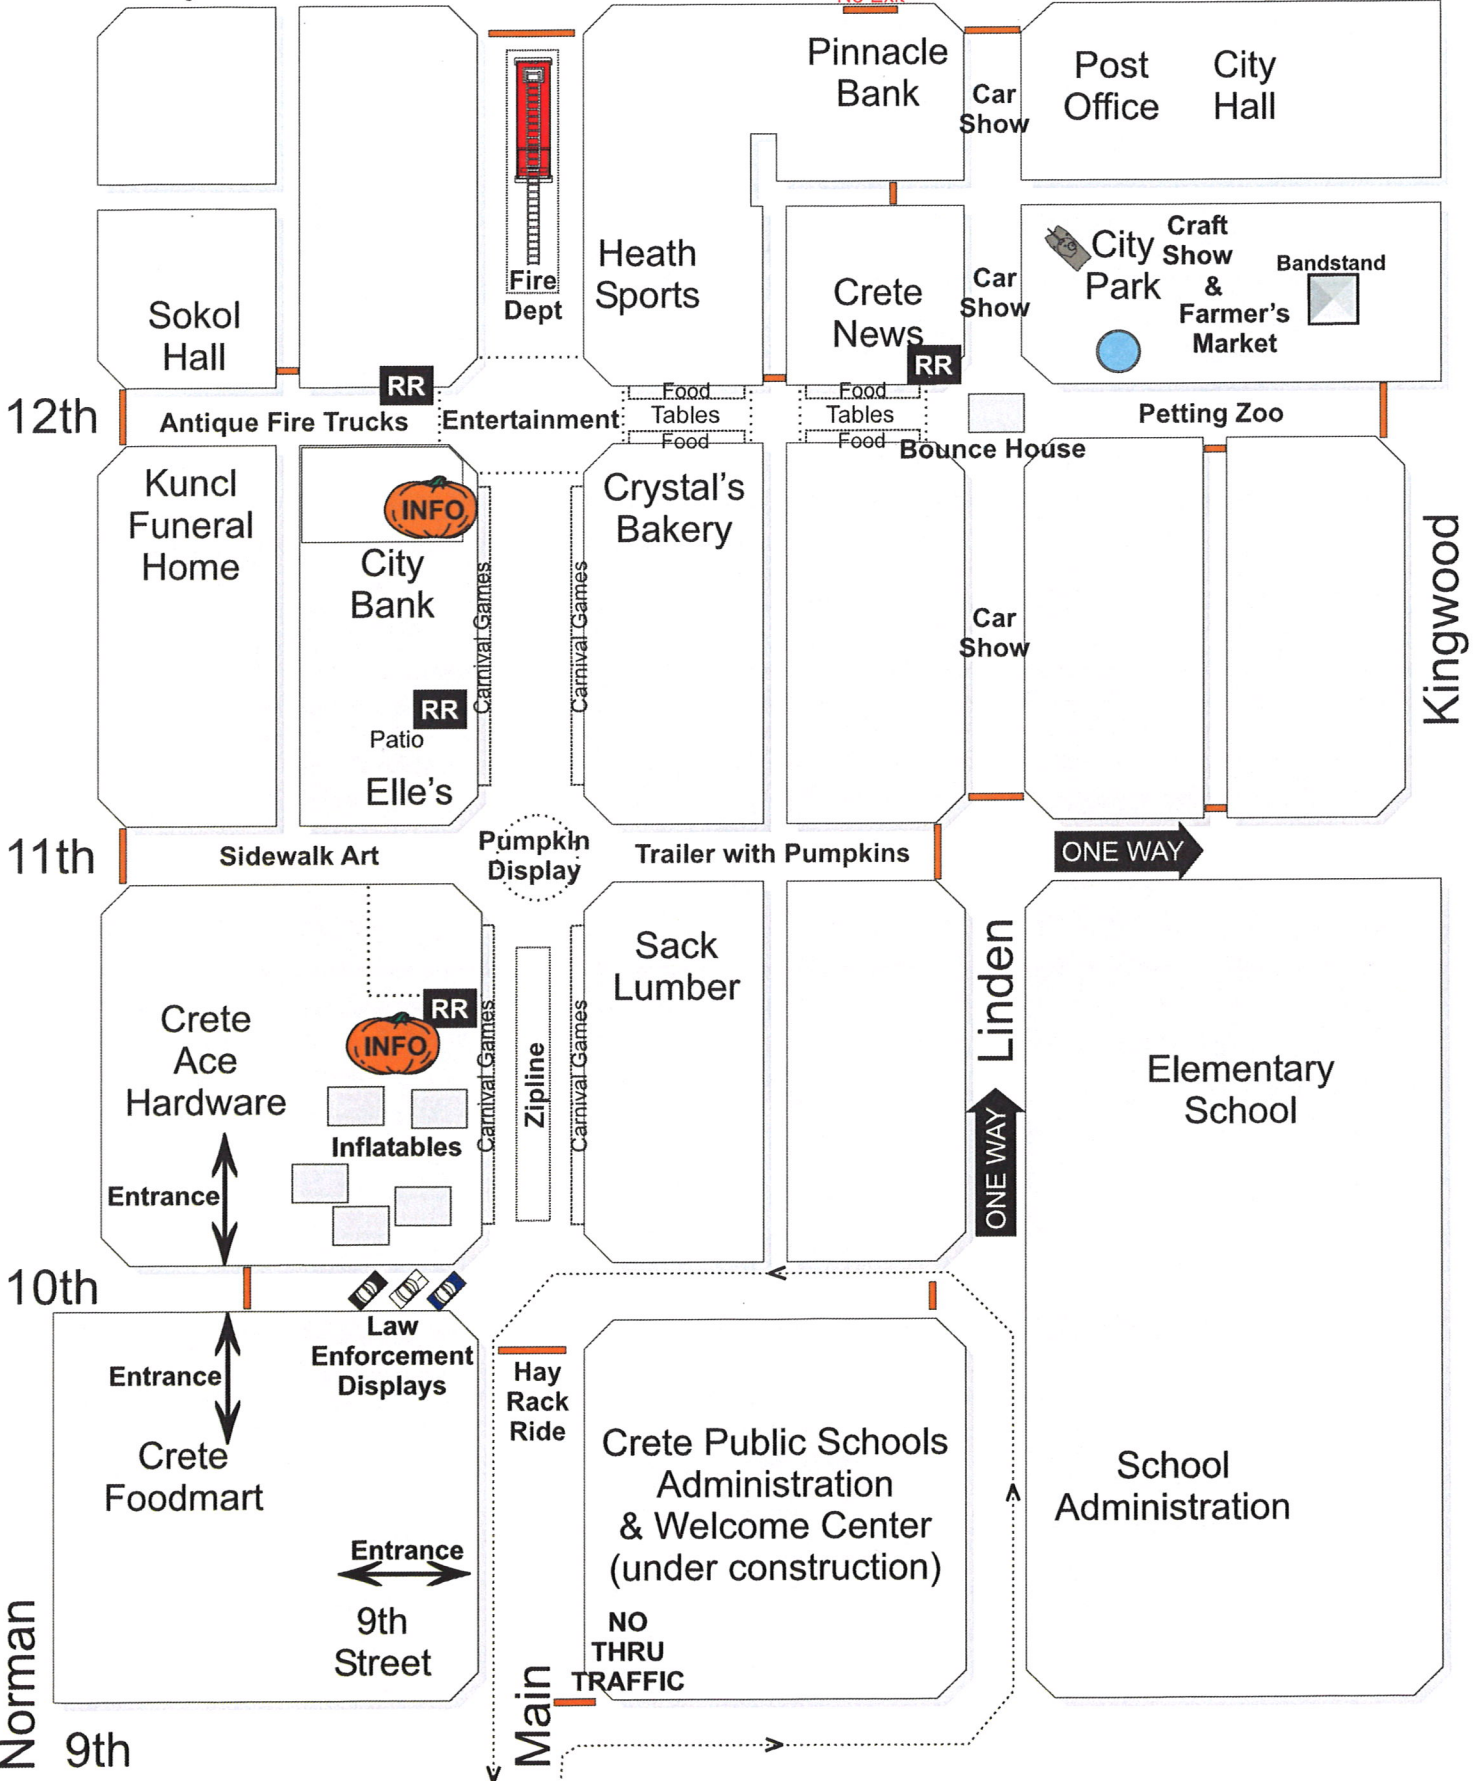 Pinnacle
Bank
Car
Show
Post
Office
City
Hall
Fire
Dept
Heath
Sports
Sokol
Hall
Crete
News
Car
Show
City
Park
Craft
Show
&
Farmer's
Market
Bandstand
RR
RR
12th
Antique Fire Trucks
Entertainment
Food
Tables
Food
Food
Tables
Food
Bounce House
Petting Zoo
Kuncl
Funeral
Home
INFO
City
Bank
Crystal's
Bakery
Carnival Games
Carnival Games
Car
Show
Kingwood
RR
Patio
Elle's
11th
Sidewalk Art
Pumpkin
Display
Trailer with Pumpkins
ONE WAY
Sack
Lumber
Linden
Crete
Ace
Hardware
RR
INFO
Carnival Games
Zipline
Carnival Games
Inflatables
Entrance
ONE WAY
Elementary
School
10th
Law
Enforcement
Displays
Entrance
Hay
Rack
Ride
Crete
Foodmart
Crete Public Schools
Administration
& Welcome Center
(under construction)
School
Administration
Entrance
9th
Street
NO
THRU
TRAFFIC
Norman
Main
9th